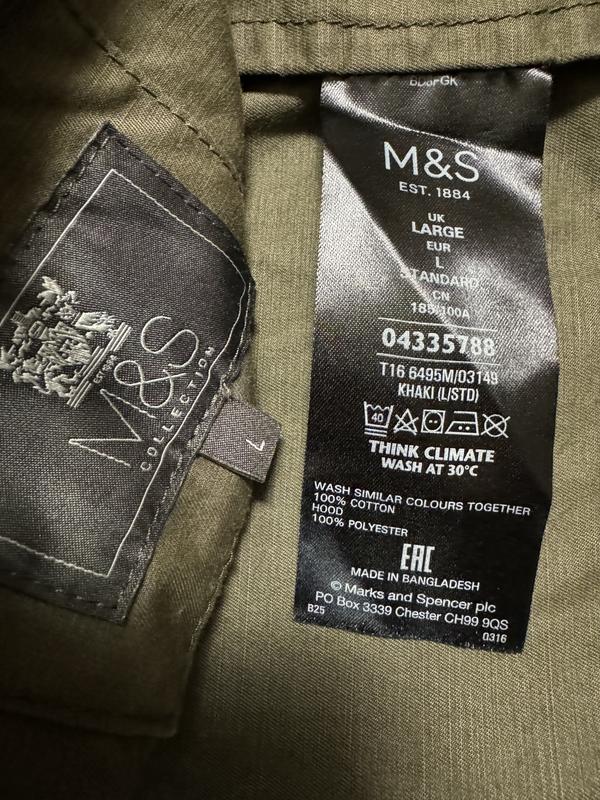 M&S
COLLECTION
L
M&S
EST. 1884
UK
LARGE
EUR
L
STANDARD
CN
185/100A
04335788
T16 6495M/03149
KHAKI (L/STD)
40
THINK CLIMATE
WASH AT 30°C
WASH SIMILAR COLOURS TOGETHER
100% COTTON
HOOD
100% POLYESTER
EAC
MADE IN BANGLADESH
© Marks and Spencer plc
PO Box 3339 Chester CH99 9QS
B25
0316